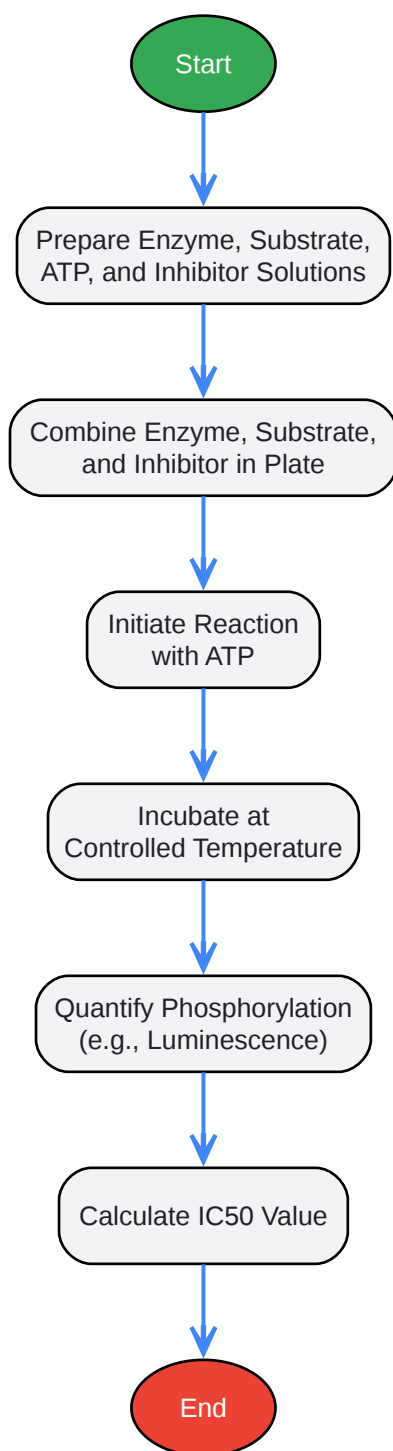 Start
Prepare Enzyme, Substrate,
ATP, and Inhibitor Solutions
Combine Enzyme, Substrate,
and Inhibitor in Plate
Initiate Reaction
with ATP
Incubate at
Controlled Temperature
Quantify Phosphorylation
(e.g., Luminescence)
Calculate IC50 Value
End